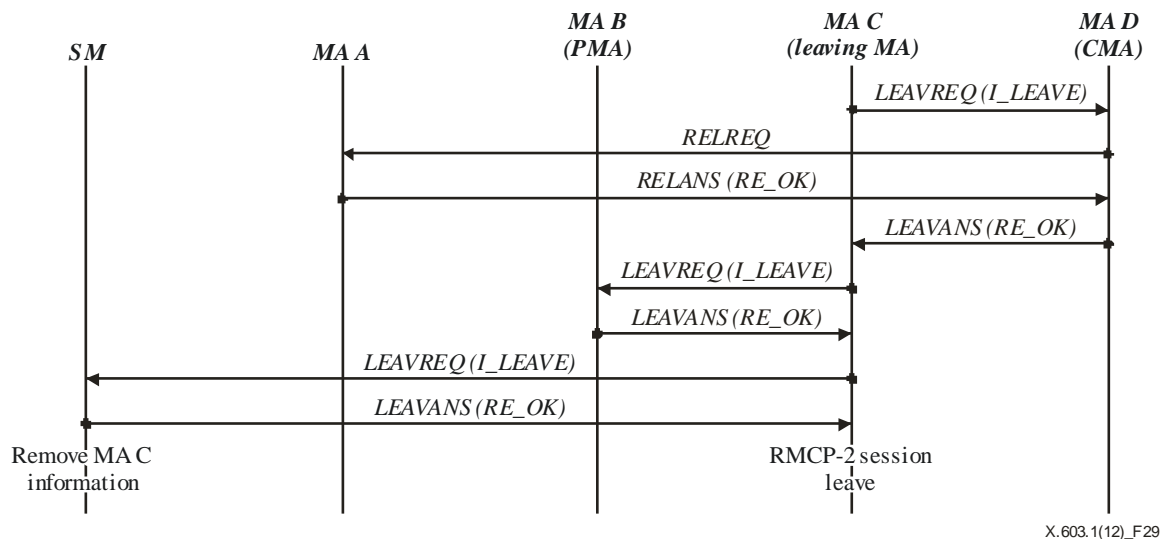 SM
MA A
MA B
(PMA)
MA C
(leaving MA)
MA D
(CMA)
LEAVREQ (I_LEAVE)
RELREQ
RELANS (RE_OK)
LEAVANS (RE_OK)
LEAVREQ (I_LEAVE)
LEAVANS (RE_OK)
LEAVREQ (I_LEAVE)
LEAVANS (RE_OK)
Remove MA C
information
RMCP-2 session
leave
X.603.1(12)_F29